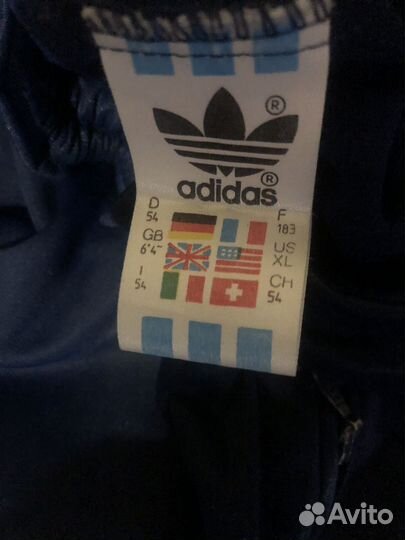 ®
adidas®
D F
54 183
GB US
6'4" XL
I CH
54 54
Avito